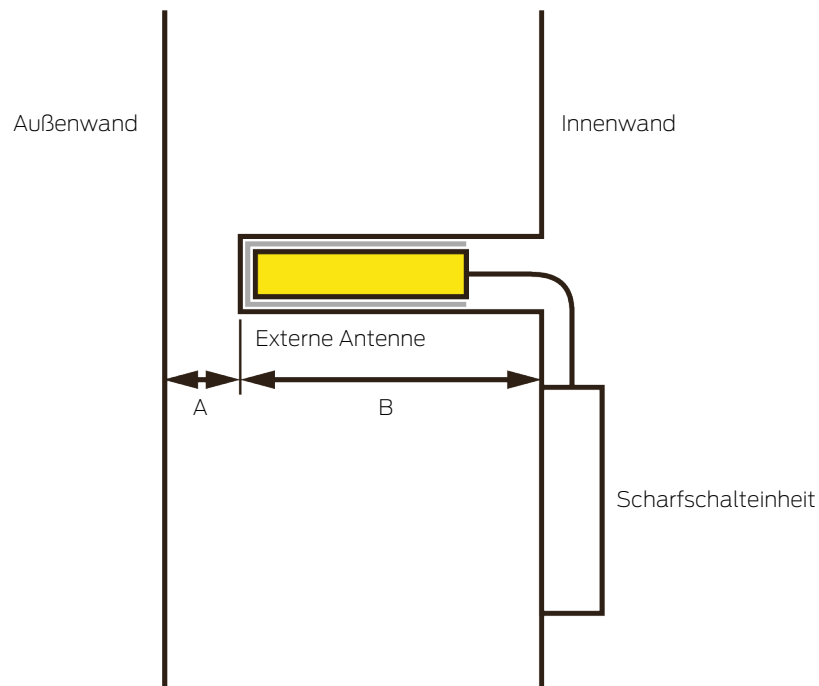 Außenwand
Innenwand
Externe Antenne
A
B
Scharfschalteinheit